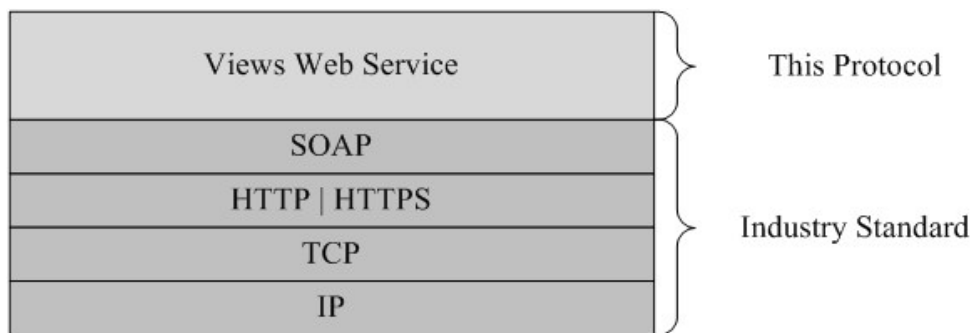 Views Web Service
This Protocol
SOAP
HTTP | HTTPS
TCP
IP
Industry Standard